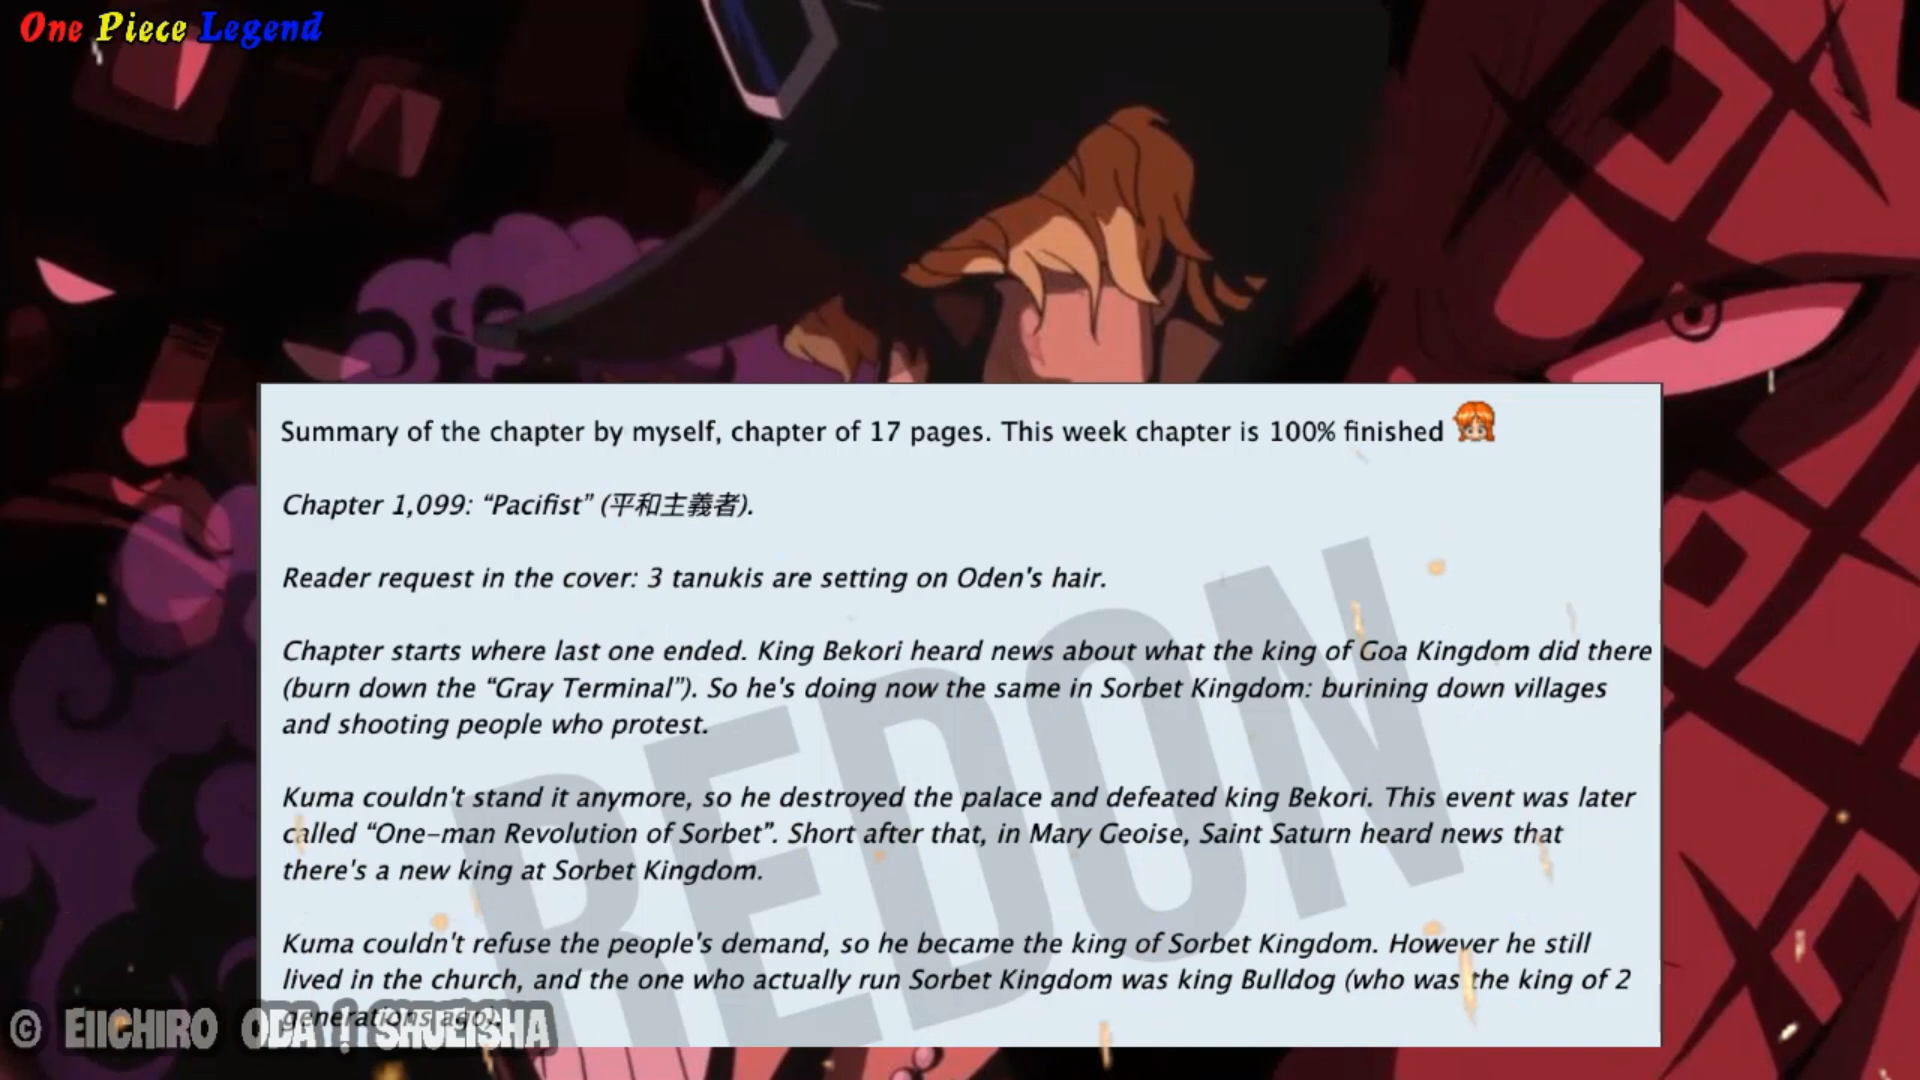 One Piece Legend
Summary of the chapter by myself, chapter of 17 pages. This week chapter is 100% finished
Chapter 1,099: “Pacifist” (平和主義者).
Reader request in the cover: 3 tanukis are setting on Oden's hair.
Chapter starts where last one ended. King Bekori heard news about what the king of Goa Kingdom did there
(burn down the “Gray Terminal”). So he's doing now the same in Sorbet Kingdom: burining down villages
and shooting people who protest.
Kuma couldn't stand it anymore, so he destroyed the palace and defeated king Bekori. This event was later
called “One-man Revolution of Sorbet”. Short after that, in Mary Geoise, Saint Saturn heard news that
there's a new king at Sorbet Kingdom.
Kuma couldn't refuse the people's demand, so he became the king of Sorbet Kingdom. However he still
lived in the church, and the one who actually run Sorbet Kingdom was king Bulldog (who was the king of 2
generations ago).
REDON
© EIICHIRO ODA / SHUEISHA